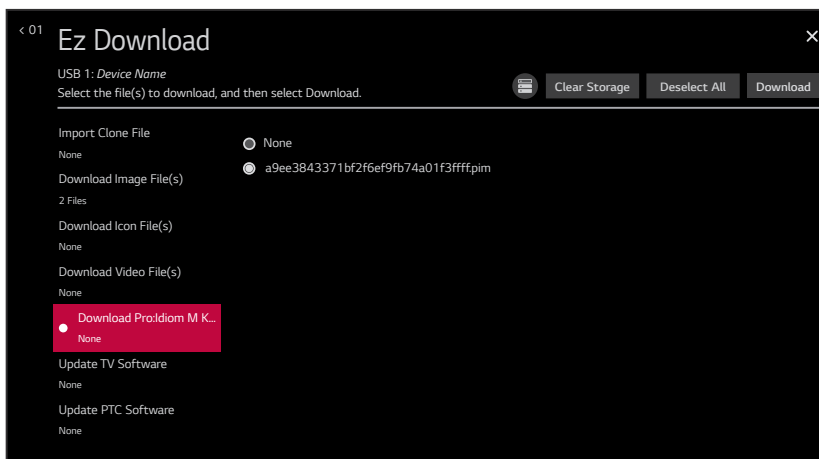 < 01
Ez Download
×
USB 1: Device Name
Select the file(s) to download, and then select Download.
Clear Storage
Deselect All
Download
Import Clone File
None
Download Image File(s)
2 Files
Download Icon File(s)
None
Download Video File(s)
None
Download Pro:Idiom M K...
None
Update TV Software
None
Update PTC Software
None
None
a9ee3843371bf2f6ef9fb74a01f3ffff.pim